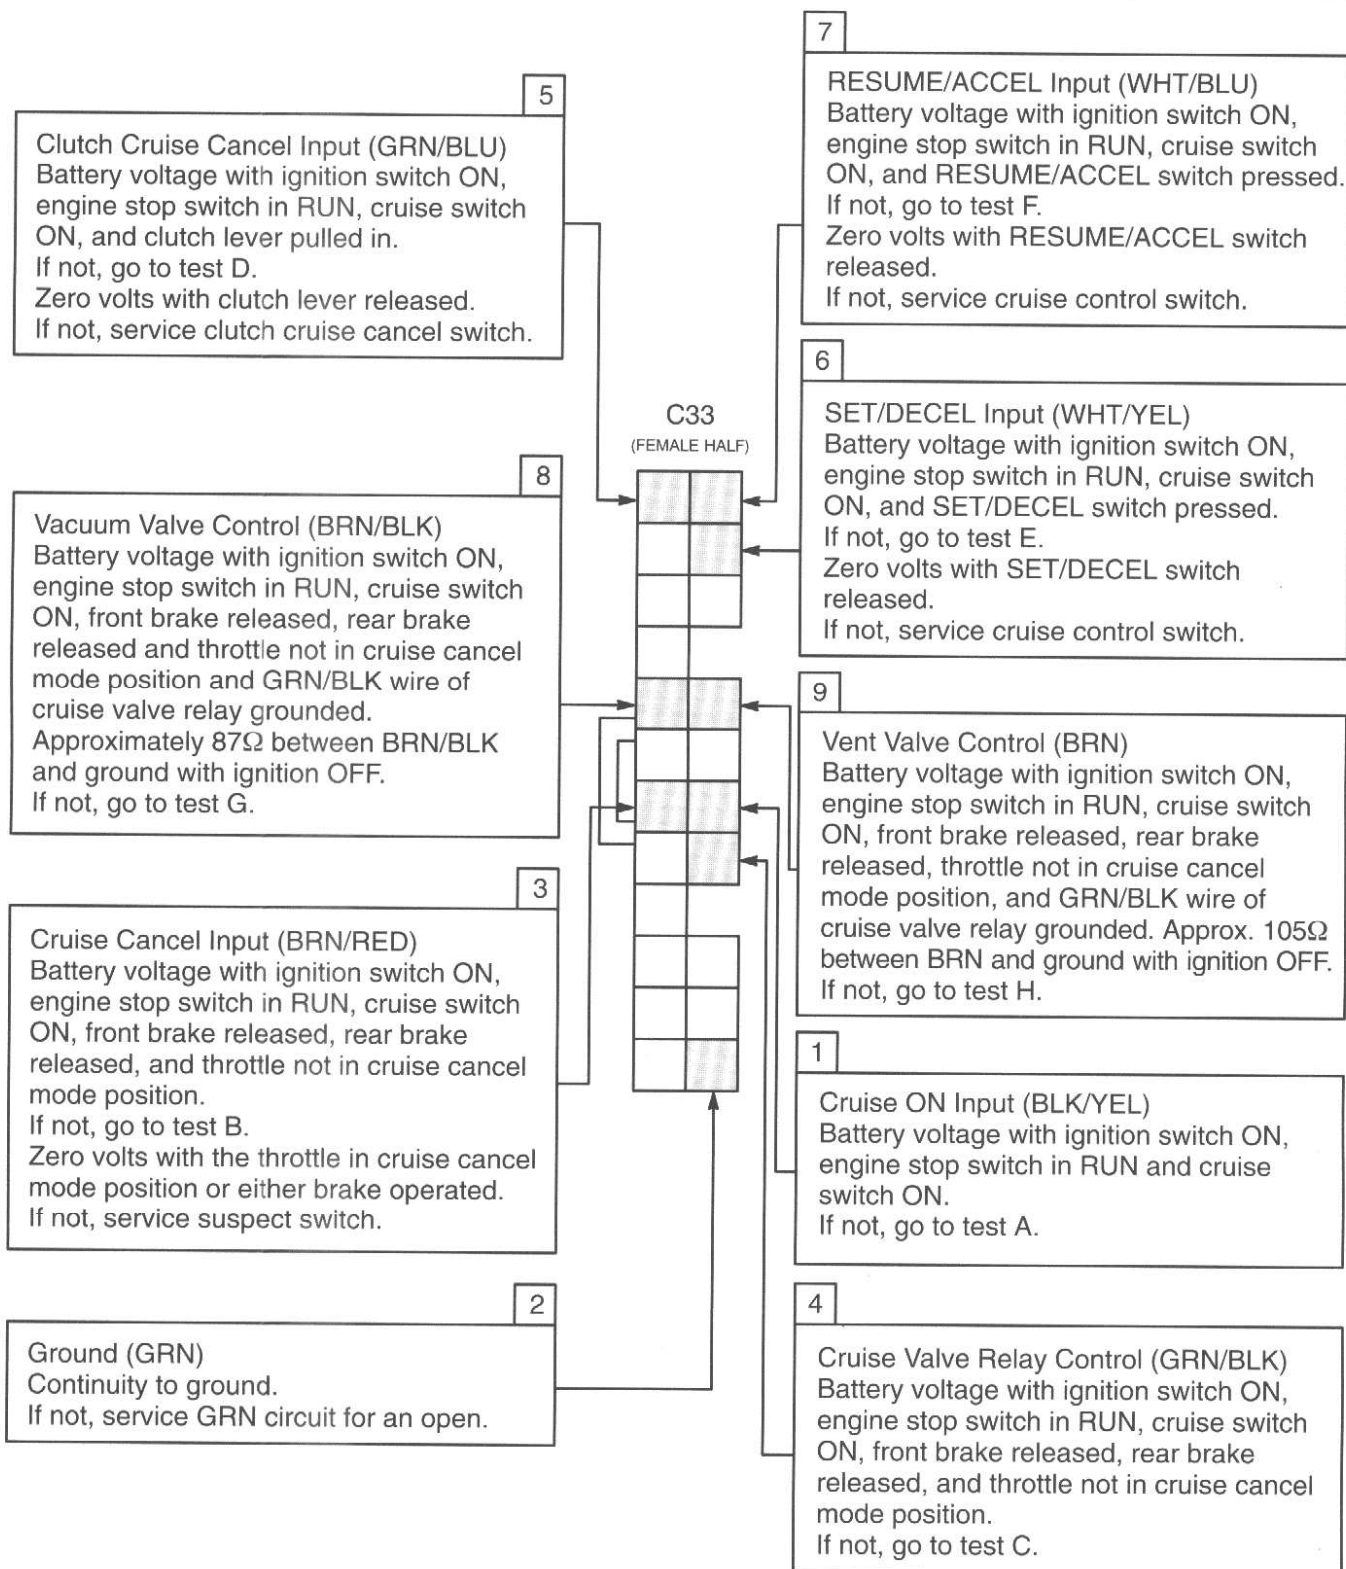 5
Clutch Cruise Cancel Input (GRN/BLU)
Battery voltage with ignition switch ON,
engine stop switch in RUN, cruise switch
ON, and clutch lever pulled in.
If not, go to test D.
Zero volts with clutch lever released.
If not, service clutch cruise cancel switch.
8
Vacuum Valve Control (BRN/BLK)
Battery voltage with ignition switch ON,
engine stop switch in RUN, cruise switch
ON, front brake released, rear brake
released and throttle not in cruise cancel
mode position and GRN/BLK wire of
cruise valve relay grounded.
Approximately 87Ω between BRN/BLK
and ground with ignition OFF.
If not, go to test G.
3
Cruise Cancel Input (BRN/RED)
Battery voltage with ignition switch ON,
engine stop switch in RUN, cruise switch
ON, front brake released, rear brake
released, and throttle not in cruise cancel
mode position.
If not, go to test B.
Zero volts with the throttle in cruise cancel
mode position or either brake operated.
If not, service suspect switch.
2
Ground (GRN)
Continuity to ground.
If not, service GRN circuit for an open.
C33
(FEMALE HALF)
7
RESUME/ACCEL Input (WHT/BLU)
Battery voltage with ignition switch ON,
engine stop switch in RUN, cruise switch
ON, and RESUME/ACCEL switch pressed.
If not, go to test F.
Zero volts with RESUME/ACCEL switch
released.
If not, service cruise control switch.
6
SET/DECEL Input (WHT/YEL)
Battery voltage with ignition switch ON,
engine stop switch in RUN, cruise switch
ON, and SET/DECEL switch pressed.
If not, go to test E.
Zero volts with SET/DECEL switch
released.
If not, service cruise control switch.
9
Vent Valve Control (BRN)
Battery voltage with ignition switch ON,
engine stop switch in RUN, cruise switch
ON, front brake released, rear brake
released, throttle not in cruise cancel
mode position, and GRN/BLK wire of
cruise valve relay grounded. Approx. 105Ω
between BRN and ground with ignition OFF.
If not, go to test H.
1
Cruise ON Input (BLK/YEL)
Battery voltage with ignition switch ON,
engine stop switch in RUN and cruise
switch ON.
If not, go to test A.
4
Cruise Valve Relay Control (GRN/BLK)
Battery voltage with ignition switch ON,
engine stop switch in RUN, cruise switch
ON, front brake released, rear brake
released, and throttle not in cruise cancel
mode position.
If not, go to test C.